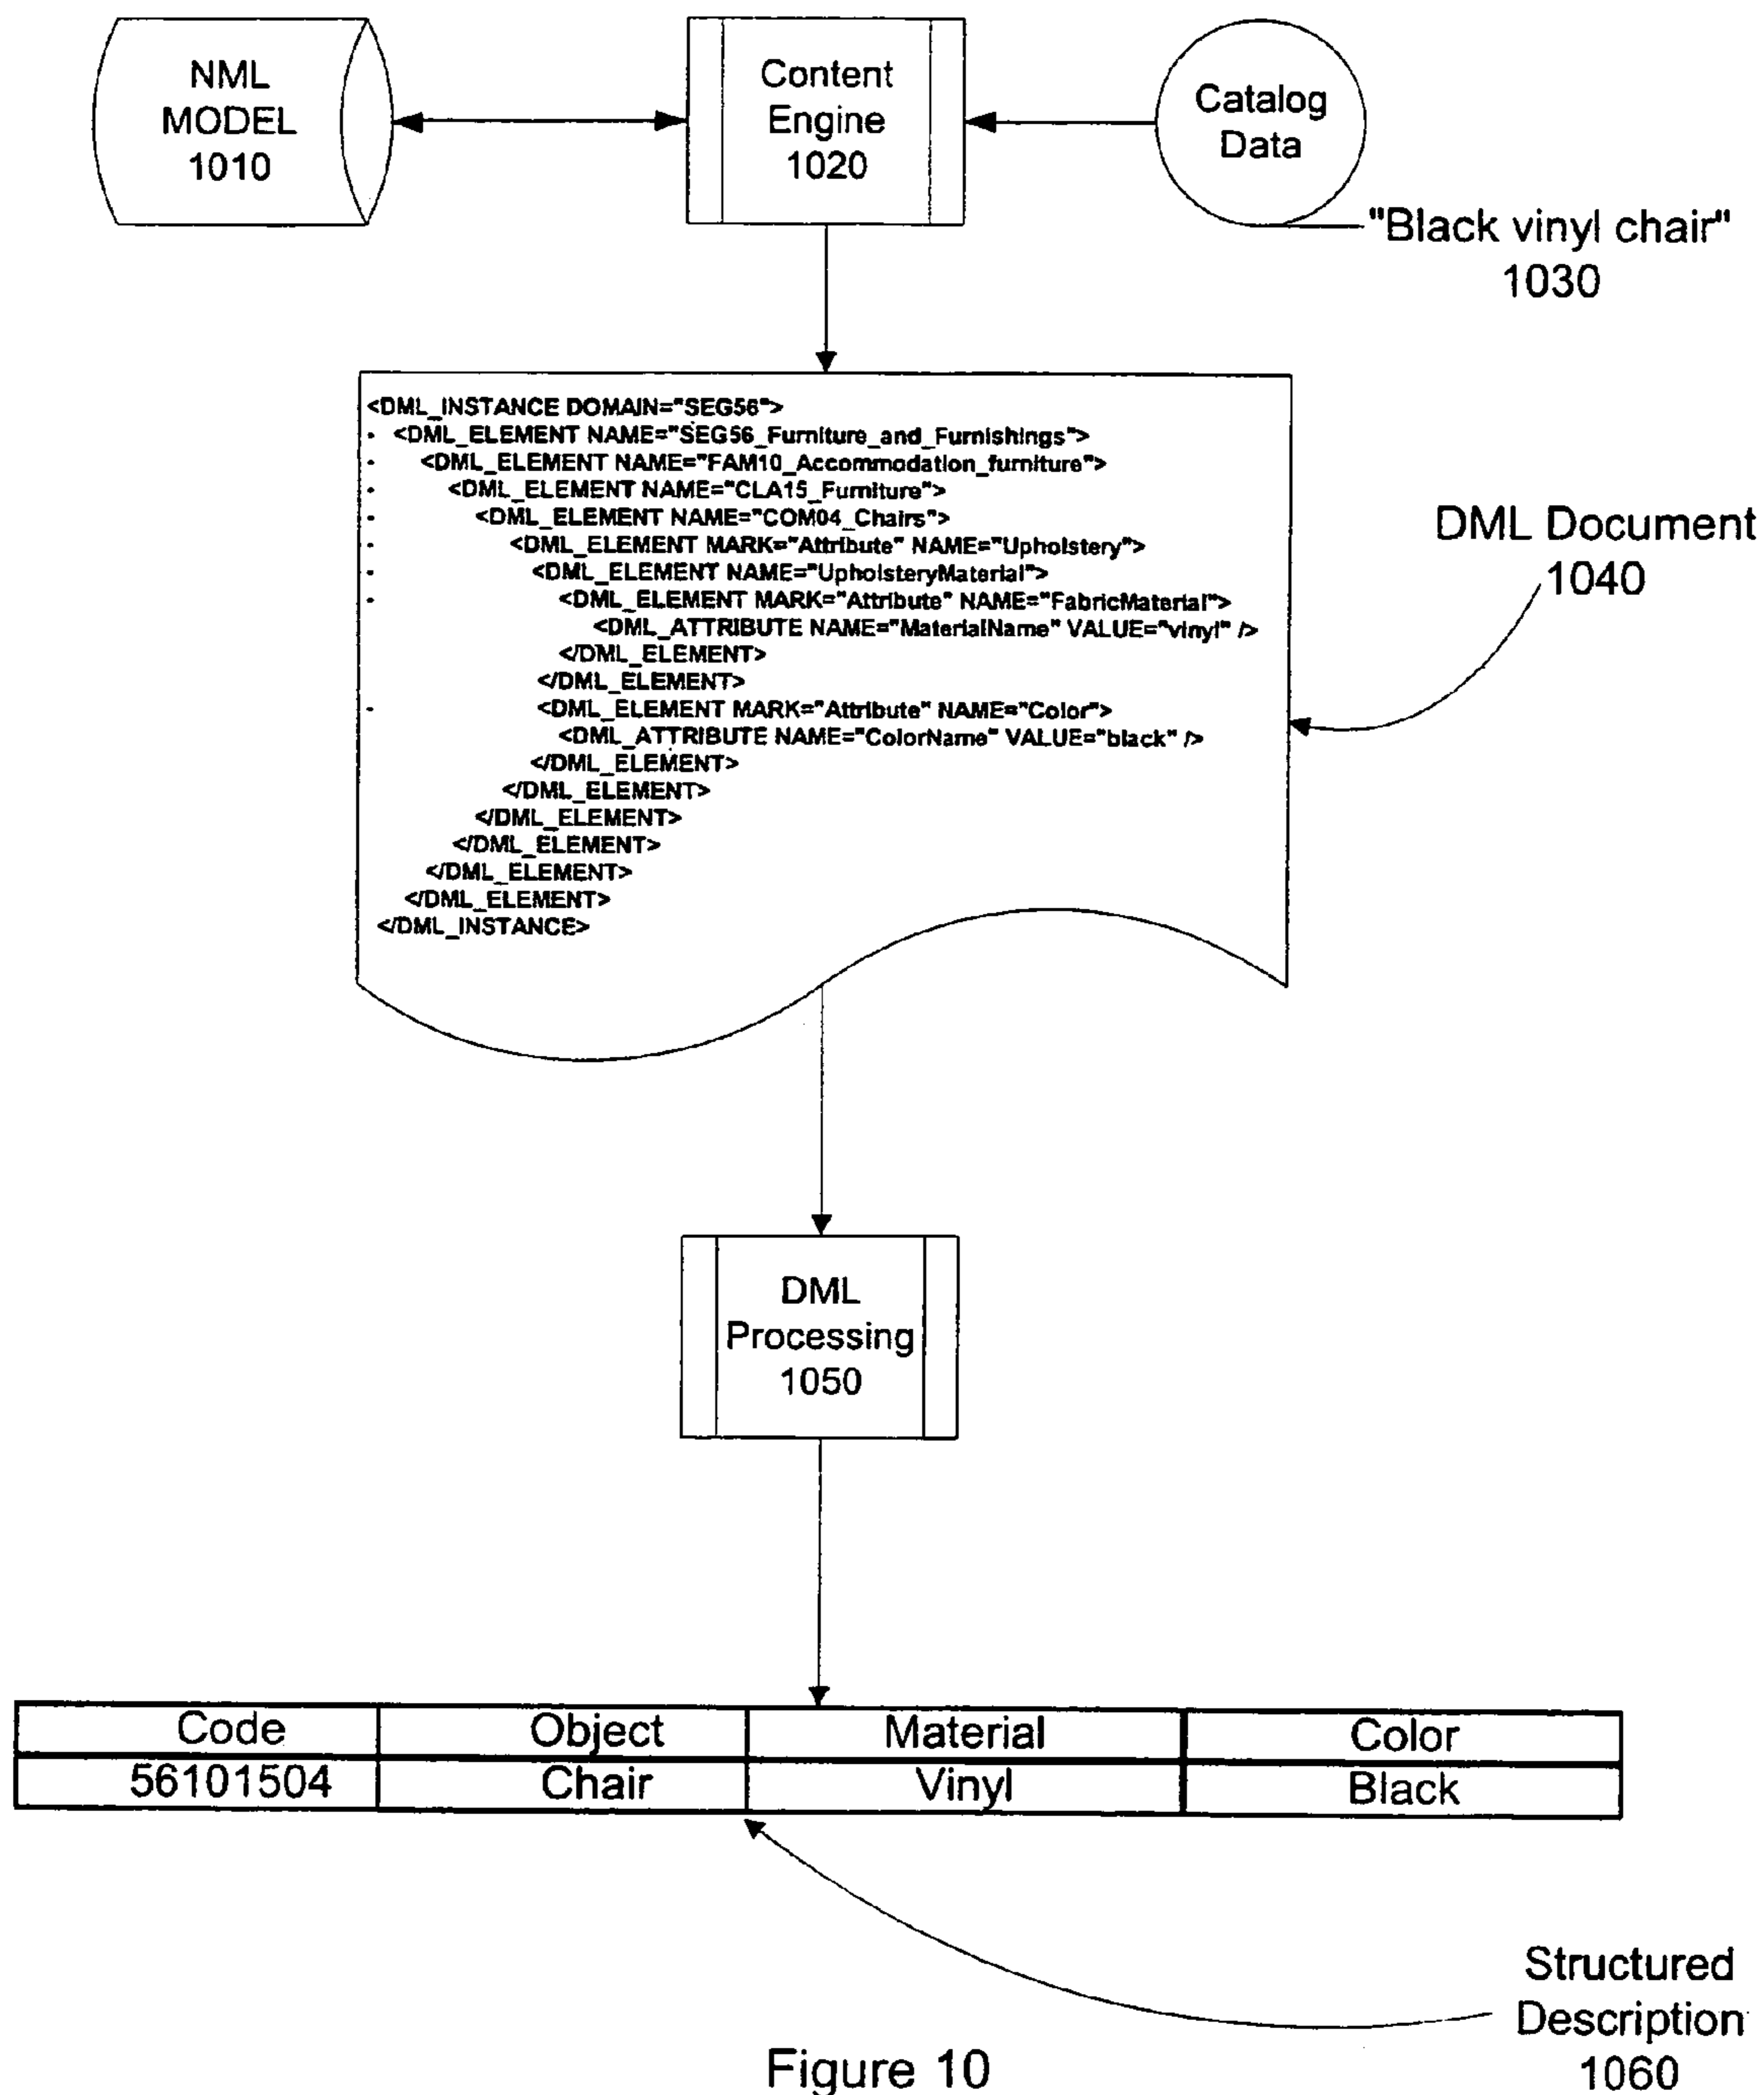 NML
MODEL
1010
Content
Engine
1020
Catalog
Data
"Black vinyl chair"
1030
<DML_INSTANCE DOMAIN="SEG56">
- <DML_ELEMENT NAME="SEG56_Furniture_and_Furnishings">
- <DML_ELEMENT NAME="FAM10_Accommodation_furniture">
- <DML_ELEMENT NAME="CLA15_Furniture">
- <DML_ELEMENT NAME="COM04_Chairs">
- <DML_ELEMENT MARK="Attribute" NAME="Upholstery">
- <DML_ELEMENT NAME="UpholsteryMaterial">
- <DML_ELEMENT MARK="Attribute" NAME="FabricMaterial">
<DML_ATTRIBUTE NAME="MaterialName" VALUE="vinyl" />
</DML_ELEMENT>
</DML_ELEMENT>
- <DML_ELEMENT MARK="Attribute" NAME="Color">
<DML_ATTRIBUTE NAME="ColorName" VALUE="black" />
</DML_ELEMENT>
</DML_ELEMENT>
</DML_ELEMENT>
</DML_ELEMENT>
</DML_ELEMENT>
</DML_ELEMENT>
</DML_INSTANCE>
DML Document
1040
DML
Processing
1050
Code Object Material Color
56101504 Chair Vinyl Black
Structured
Description
1060
Figure 10